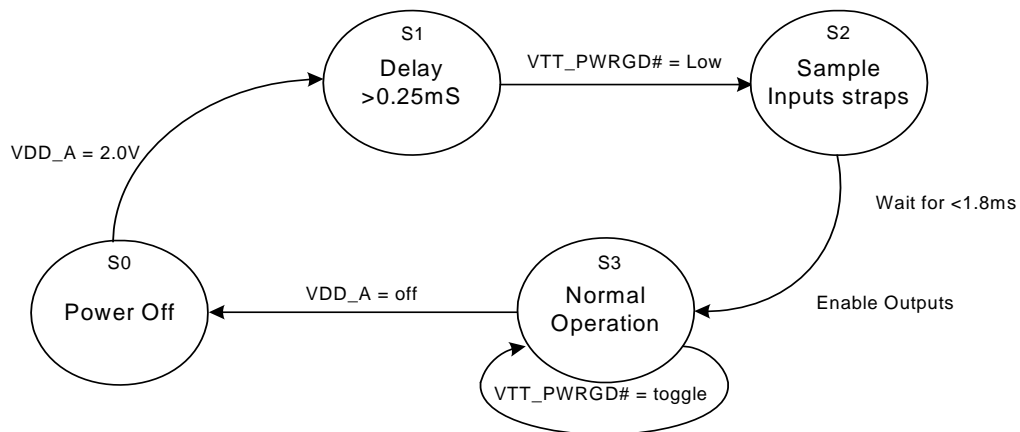 S1
Delay
>0.25mS
VTT_PWRGD# = Low
S2
Sample
Inputs straps
VDD_A = 2.0V
Wait for <1.8ms
S0
Power Off
VDD_A = off
S3
Normal
Operation
Enable Outputs
VTT_PWRGD# = toggle